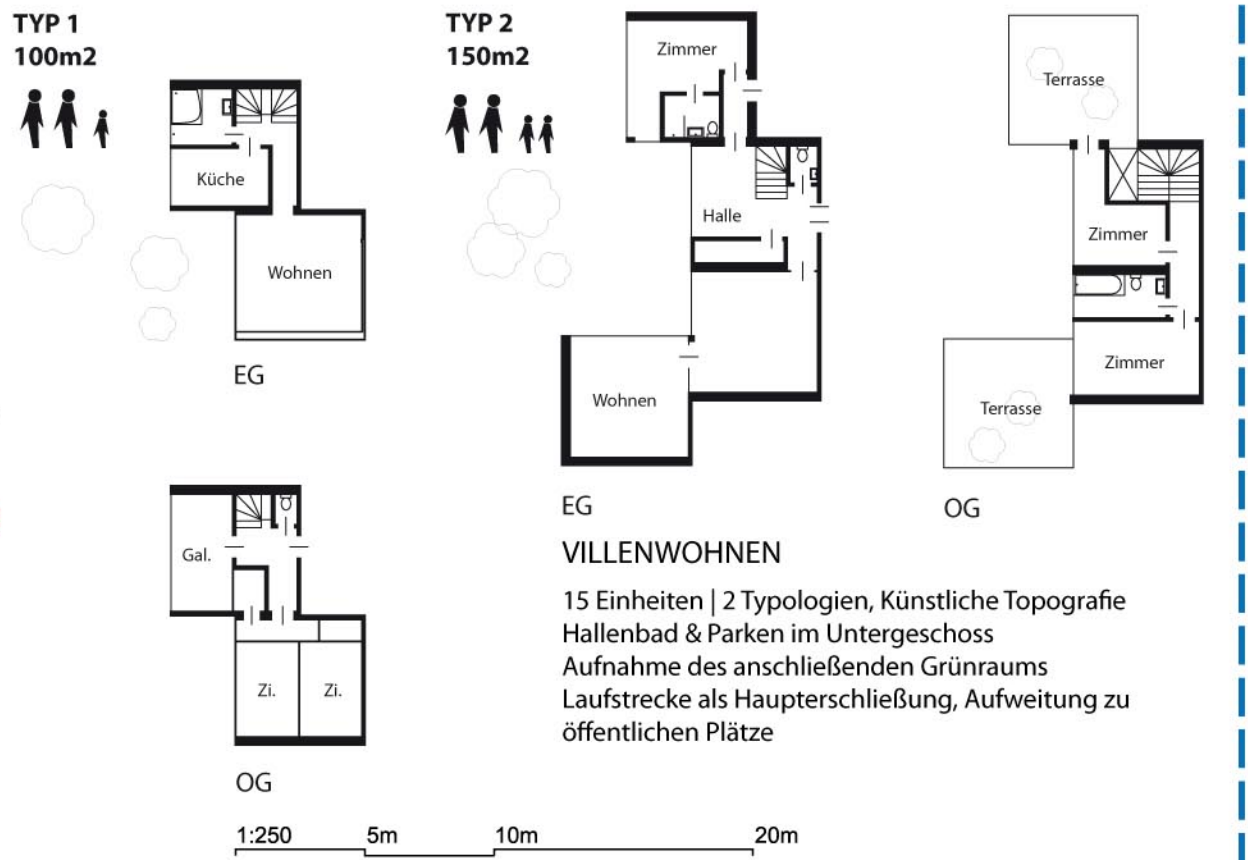 TYP 1
100m2
Küche
Wohnen
EG
Gal.
Zi.
Zi.
OG
TYP 2
150m2
Zimmer
Halle
Wohnen
EG
Terrasse
Zimmer
Zimmer
Terrasse
OG
VILLENWOHNEN
15 Einheiten | 2 Typologien, Künstliche Topografie
Hallenbad & Parken im Untergeschoss
Aufnahme des anschließenden Grünraums
Laufstrecke als Haupterschließung, Aufweitung zu
öffentlichen Plätze
1:250 5m 10m 20m